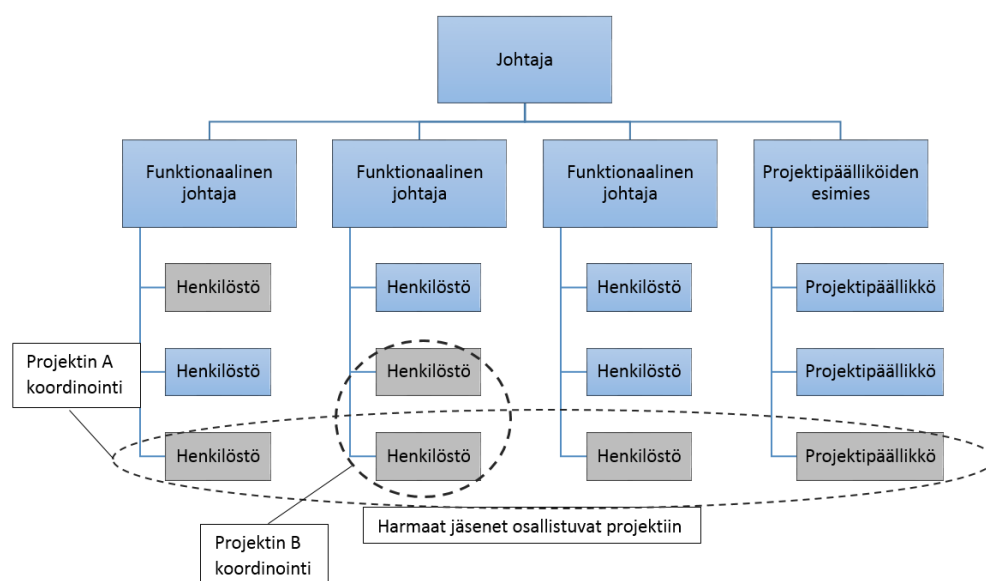 Johtaja
Funktionaalinen
johtaja
Funktionaalinen
johtaja
Funktionaalinen
johtaja
Projektipäälliköiden
esimies
Henkilöstö
Henkilöstö
Henkilöstö
Projektipäällikkö
Projektin A
koordinointi
Henkilöstö
Henkilöstö
Henkilöstö
Projektipäällikkö
Henkilöstö
Henkilöstö
Henkilöstö
Projektipäällikkö
Harmaat jäsenet osallistuvat projektiin
Projektin B
koordinointi